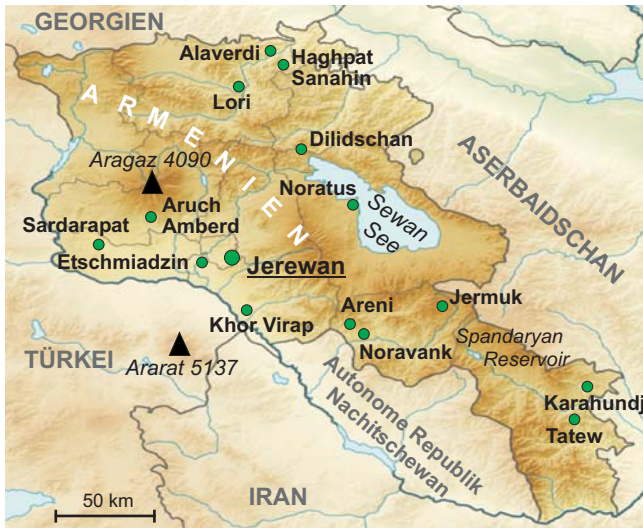 GEORGIEN
Alaverdi
Haghpat
Sanahin
Lori
ARMENIEN
Dilidschan
Aragaz 4090
ASERBAIDSCHAN
Noratus
Sewan
See
Aruch
Amberd
Sardarapat
Etschmiadzin
Jerewan
Khor Virap
Areni
Jermuk
Noravank
Spandaryan
Reservoir
TÜRKEI
Ararat 5137
Autonome Republik
Nachitschewan
Karahundj
Tatew
50 km
IRAN